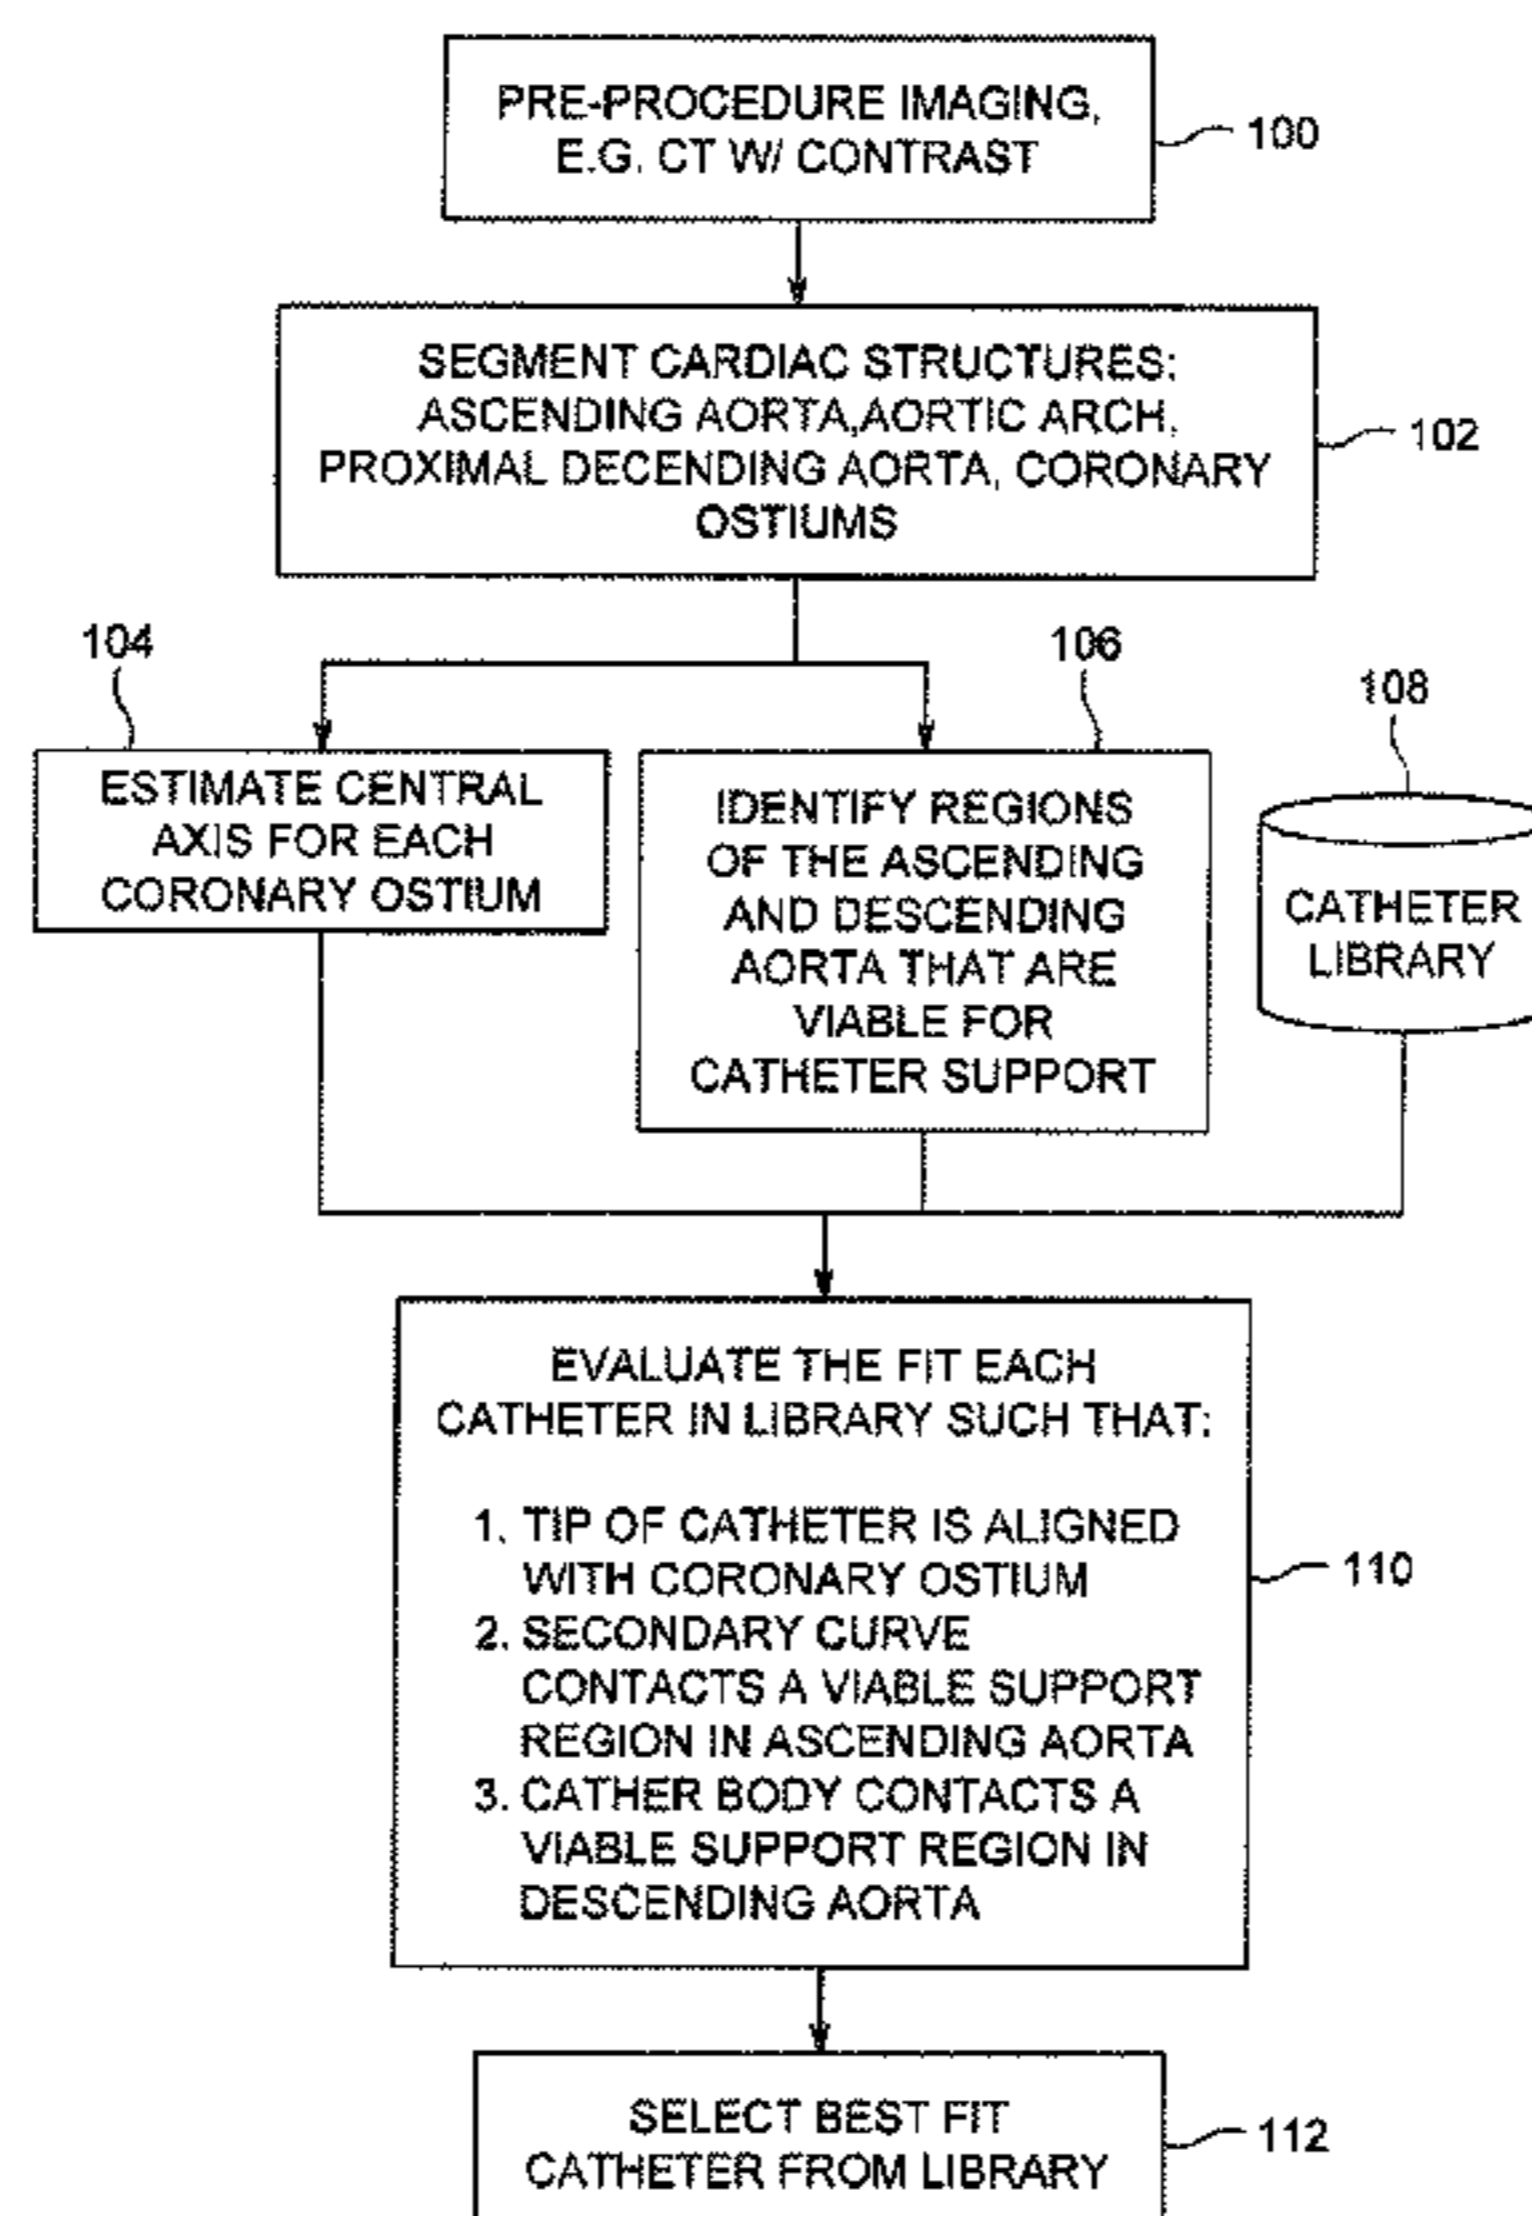 PRE-PROCEDURE IMAGING,
E.G. CT W/ CONTRAST
100
SEGMENT CARDIAC STRUCTURES:
ASCENDING AORTA,AORTIC ARCH,
PROXIMAL DECENDING AORTA, CORONARY
OSTIUMS
102
104
106
108
ESTIMATE CENTRAL
AXIS FOR EACH
CORONARY OSTIUM
IDENTIFY REGIONS
OF THE ASCENDING
AND DESCENDING
AORTA THAT ARE
VIABLE FOR
CATHETER SUPPORT
CATHETER
LIBRARY
EVALUATE THE FIT EACH
CATHETER IN LIBRARY SUCH THAT:
1. TIP OF CATHETER IS ALIGNED
WITH CORONARY OSTIUM
2. SECONDARY CURVE
CONTACTS A VIABLE SUPPORT
REGION IN ASCENDING AORTA
3. CATHER BODY CONTACTS A
VIABLE SUPPORT REGION IN
DESCENDING AORTA
110
SELECT BEST FIT
CATHETER FROM LIBRARY
112